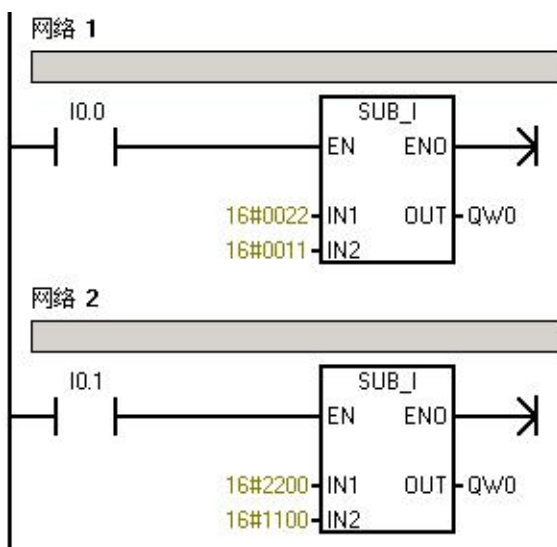 网络 1
I0.0
SUB_I
EN ENO
16#0022 IN1 OUT QW0
16#0011 IN2
网络 2
I0.1
SUB_I
EN ENO
16#2200 IN1 OUT QW0
16#1100 IN2